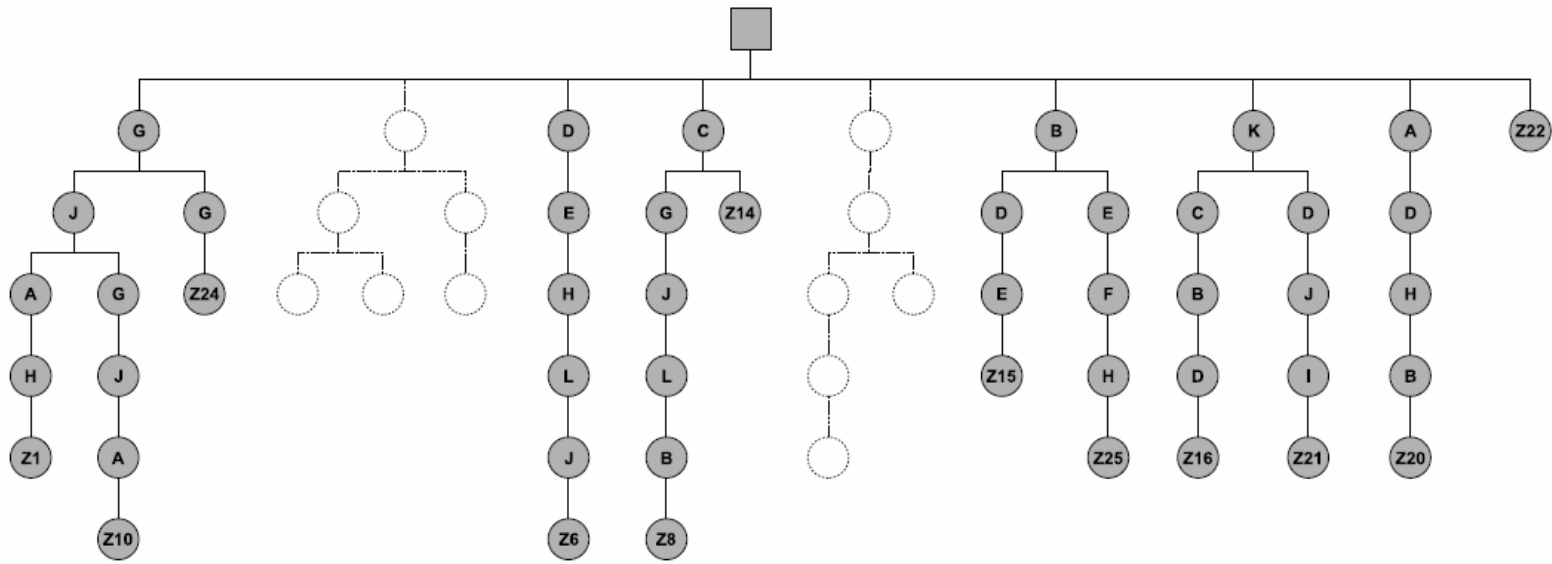 G D C B K A Z22
J G E G Z14 D E C D D
A G Z24 H J E F B J H
H J L L Z15 H D I B
Z1 A J B Z25 Z16 Z21 Z20
Z10 Z6 Z8